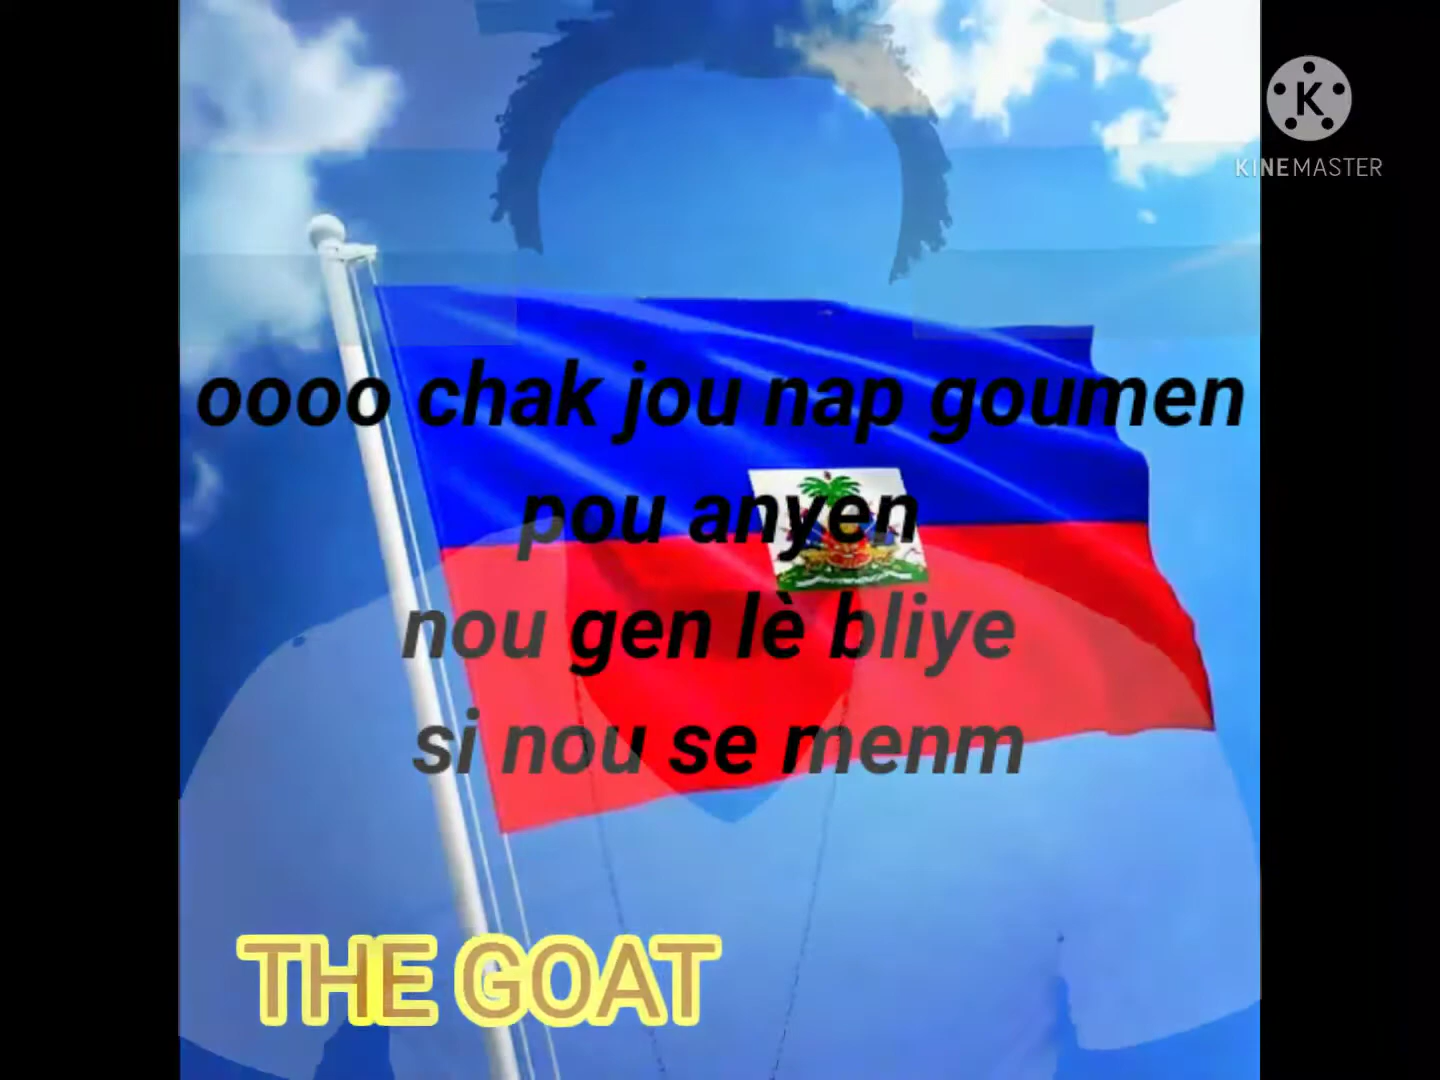 KINEMASTER
oooo chak jou nap goumen
pou anyen
nou gen lè bliye
si nou se menm
THE GOAT